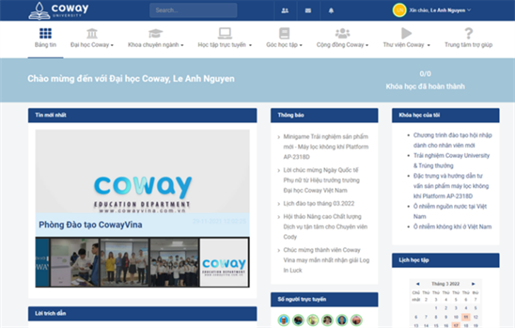 coway
UNIVERSITY
Search...
Xin chào, Le Anh Nguyen
Bảng tin
Đại học Coway
Khóa chuyên ngành
Học tập trực tuyến
Góc học tập
Cộng đồng Coway
Thư viện Coway
Trung tâm trợ giúp
Chào mừng đến với Đại học Coway, Le Anh Nguyen
0/0
Khóa học đã hoàn thành
Tin mới nhất
coway
EDUCATION DEPARTMENT
www.cowayvina.com.vn
Phòng Đào tạo CowayVina
coway
EDUCATION DEPARTMENT
Lời trích dẫn
Thông báo
Minigame Trải nghiệm sản phẩm
mới - Máy lọc không khí Platform
AP-2318D
Lời chúc mừng Ngày Quốc tế
Phụ nữ từ Hiệu trưởng trường
Đại học Coway Việt Nam
Lịch đào tạo tháng 03.2022
Hội thảo Nâng cao Chất lượng
Dịch vụ tận tâm cho Chuyên viên
Cody
Chúc mừng thành viên Coway
Vina may mắn nhất nhận giải Log
In Luck
Số người trực tuyến
Khóa học của tôi
Chương trình đào tạo hội nhập
dành cho nhân viên mới
Trải nghiệm Coway University
& Trúng thưởng
Đặc trưng và hướng dẫn tư
vấn sản phẩm máy lọc không
khí Platform AP-2318D
Ô nhiễm nguồn nước tại Việt
Nam
Ô nhiễm không khí ở Việt Nam
Lịch học tập